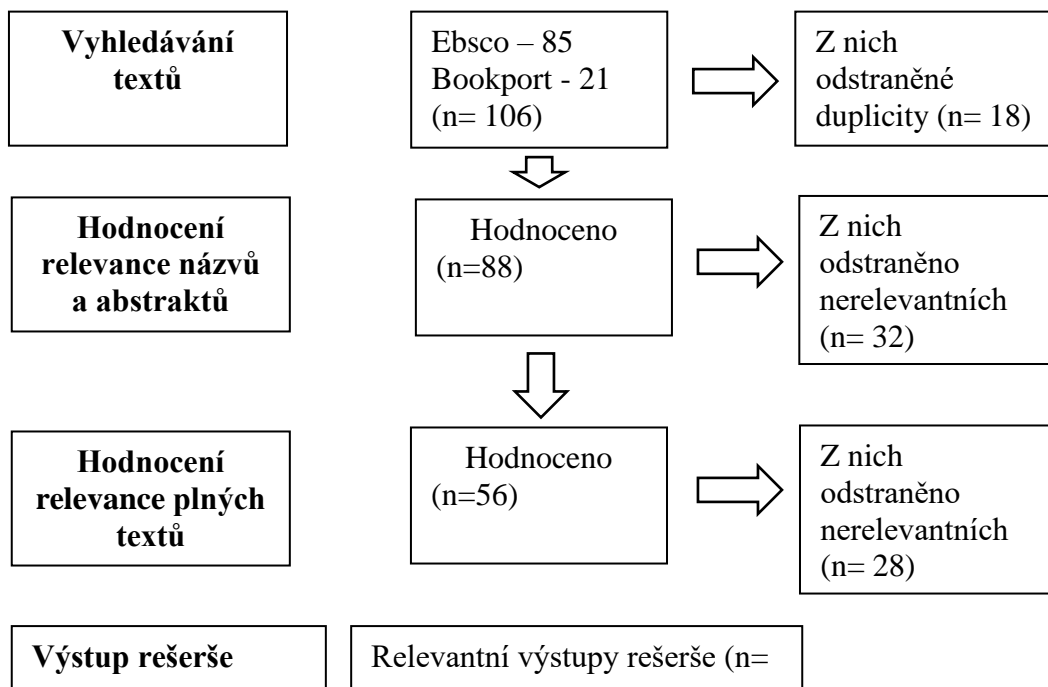 Vyhledávání
textů
Ebsco – 85
Bookport - 21
(n= 106)
Z nich
odstraněné
duplicity (n= 18)
Hodnocení
relevance názvů
a abstraktů
Hodnoceno
(n=88)
Z nich
odstraněno
nerelevantních
(n= 32)
Hodnocení
relevance plných
textů
Hodnoceno
(n=56)
Z nich
odstraněno
nerelevantních
(n= 28)
Výstup rešerše
Relevantní výstupy rešerše (n=